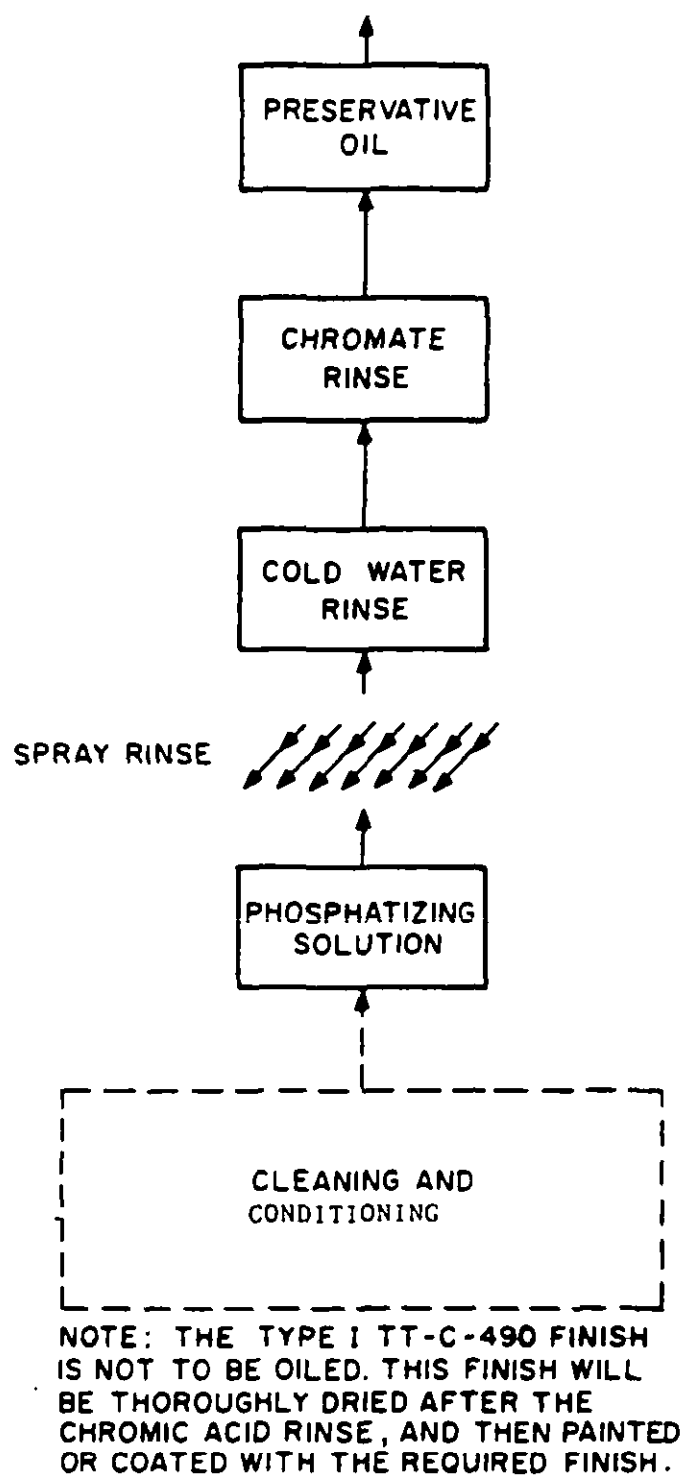 PRESERVATIVE
OIL
CHROMATE
RINSE
COLD WATER
RINSE
SPRAY RINSE
PHOSPHATIZING
SOLUTION
CLEANING AND
CONDITIONING
NOTE: THE TYPE I TT-C-490 FINISH
IS NOT TO BE OILED. THIS FINISH WILL
BE THOROUGHLY DRIED AFTER THE
CHROMIC ACID RINSE, AND THEN PAINTED
OR COATED WITH THE REQUIRED FINISH.